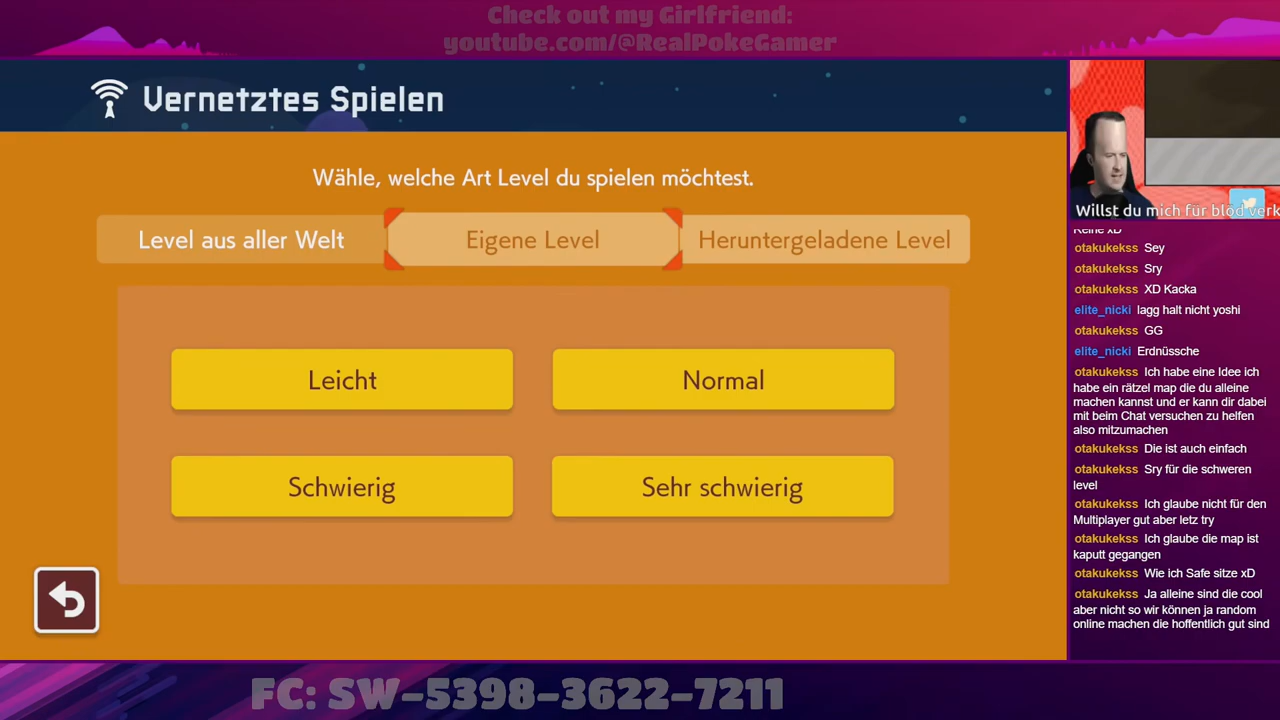 Check out my Girlfriend:
youtube.com/@RealPokeGamer
Vernetztes Spielen
Wähle, welche Art Level du spielen möchtest.
Level aus aller Welt
Eigene Level
Heruntergeladene Level
Leicht
Normal
Schwierig
Sehr schwierig
FC: SW-5398-3622-7211
Willst du mich für blöd verk
Keine xD
otakukekss Sey
otakukekss Sry
otakukekss XD Kacka
elite_nicki lagg halt nicht yoshi
otakukekss GG
elite_nicki Erdnüssche
otakukekss Ich habe eine Idee ich
habe ein rätzel map die du alleine
machen kannst und er kann dir dabei
mit beim Chat versuchen zu helfen
also mitzumachen
otakukekss Die ist auch einfach
otakukekss Sry für die schweren
level
otakukekss Ich glaube nicht für den
Multiplayer gut aber letz try
otakukekss Ich glaube die map ist
kaputt gegangen
otakukekss Wie ich Safe sitze xD
otakukekss Ja alleine sind die cool
aber nicht so wir können ja random
online machen die hoffentlich gut sind